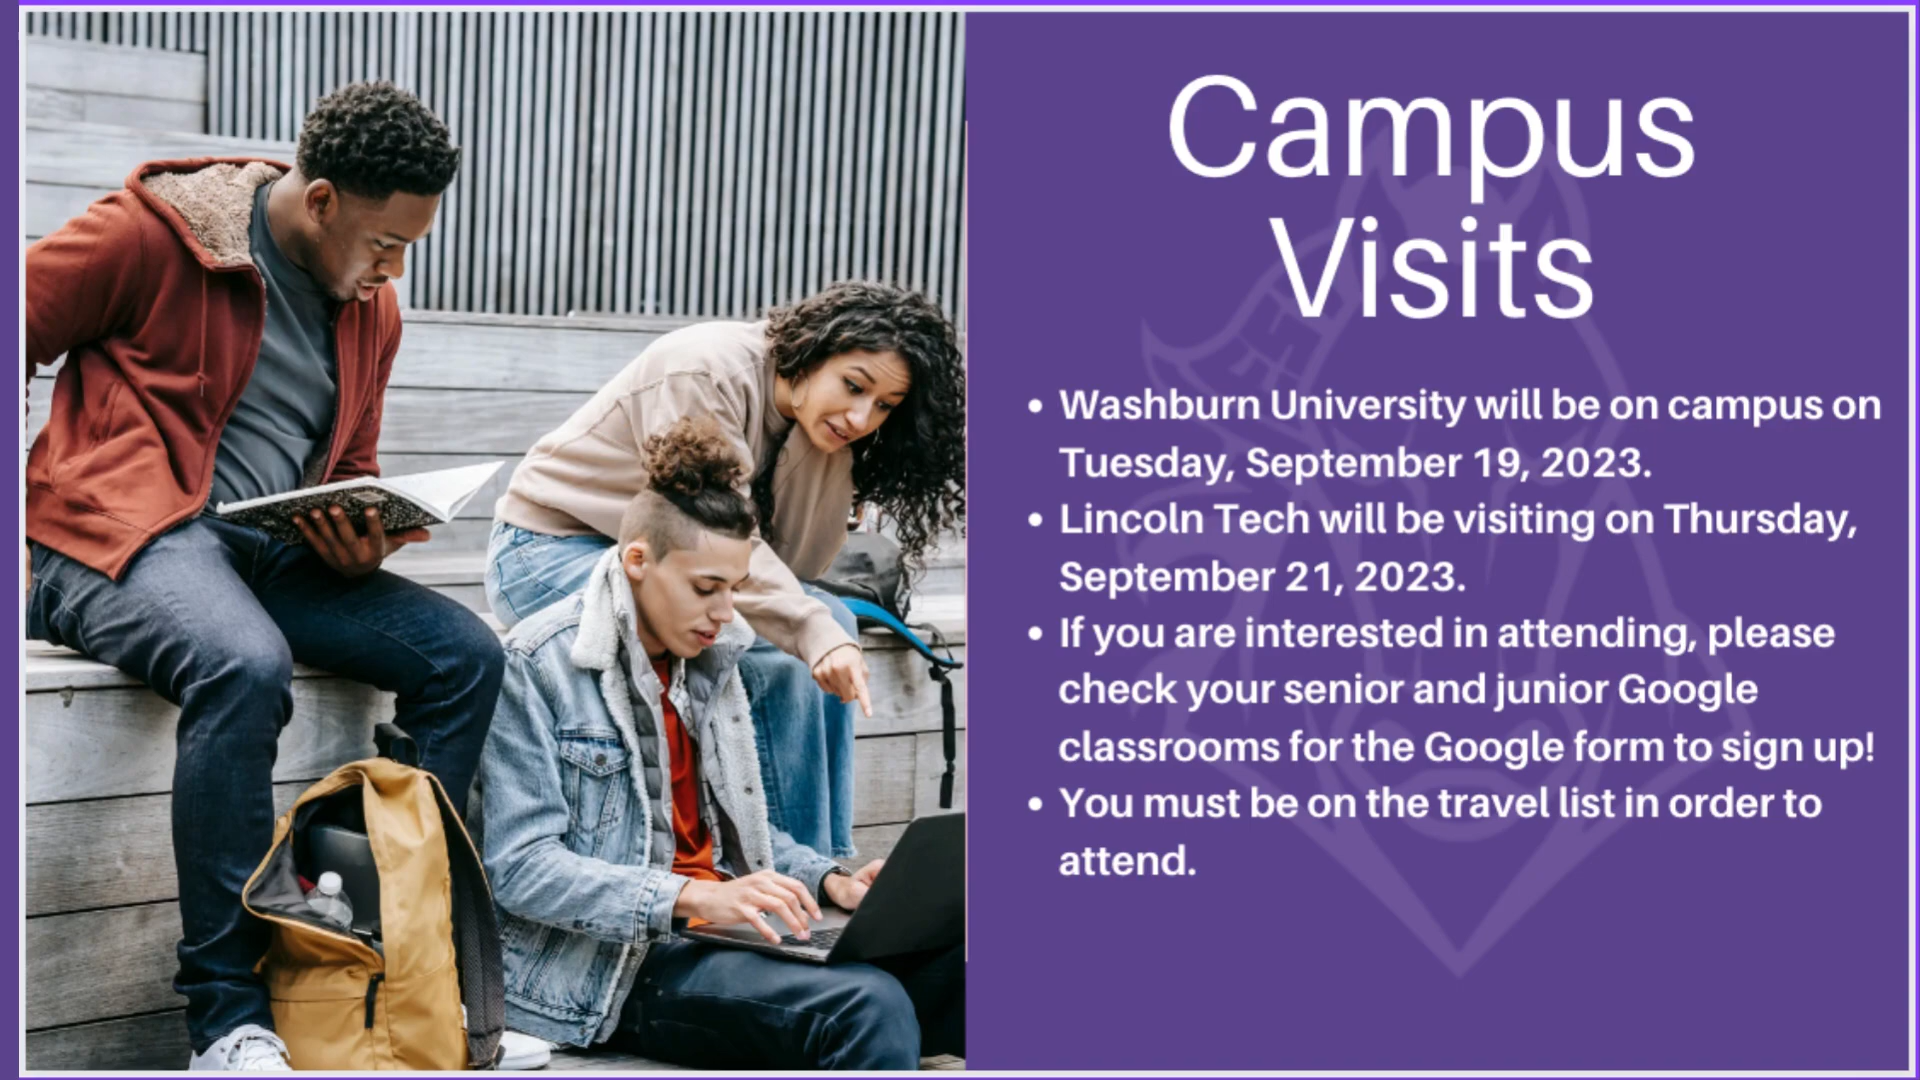 Campus
Visits
• Washburn University will be on campus on
Tuesday, September 19, 2023.
• Lincoln Tech will be visiting on Thursday,
September 21, 2023.
• If you are interested in attending, please
check your senior and junior Google
classrooms for the Google form to sign up!
• You must be on the travel list in order to
attend.